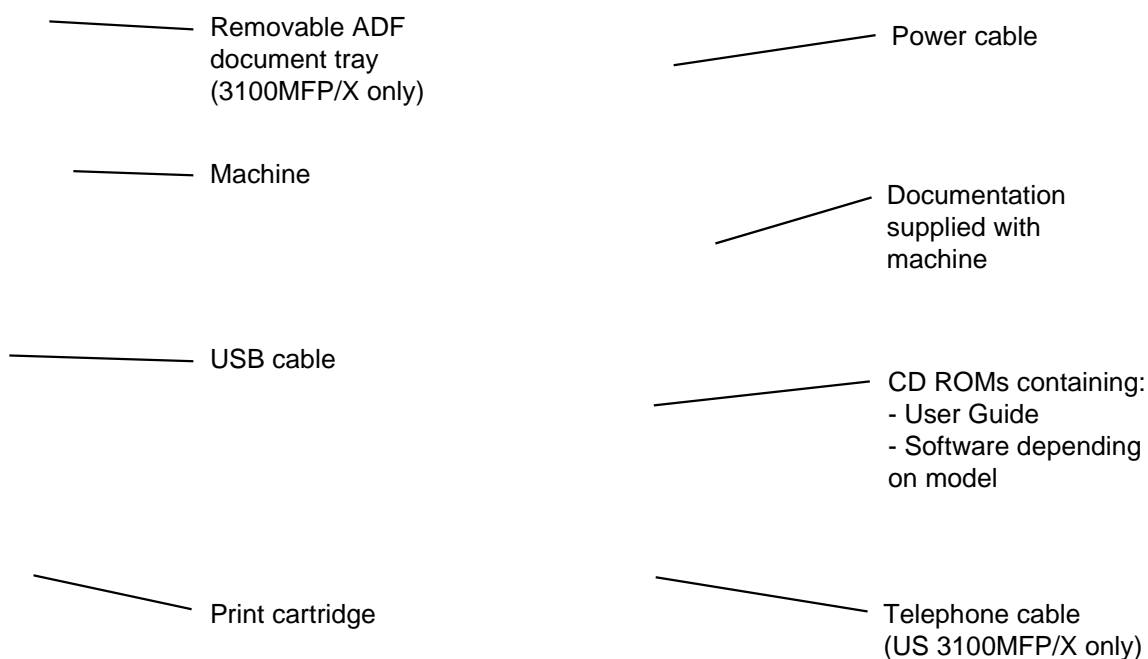 Removable ADF
document tray
(3100MFP/X only)
Machine
USB cable
Print cartridge
Power cable
Documentation
supplied with
machine
CD ROMs containing:
- User Guide
- Software depending
on model
Telephone cable
(US 3100MFP/X only)